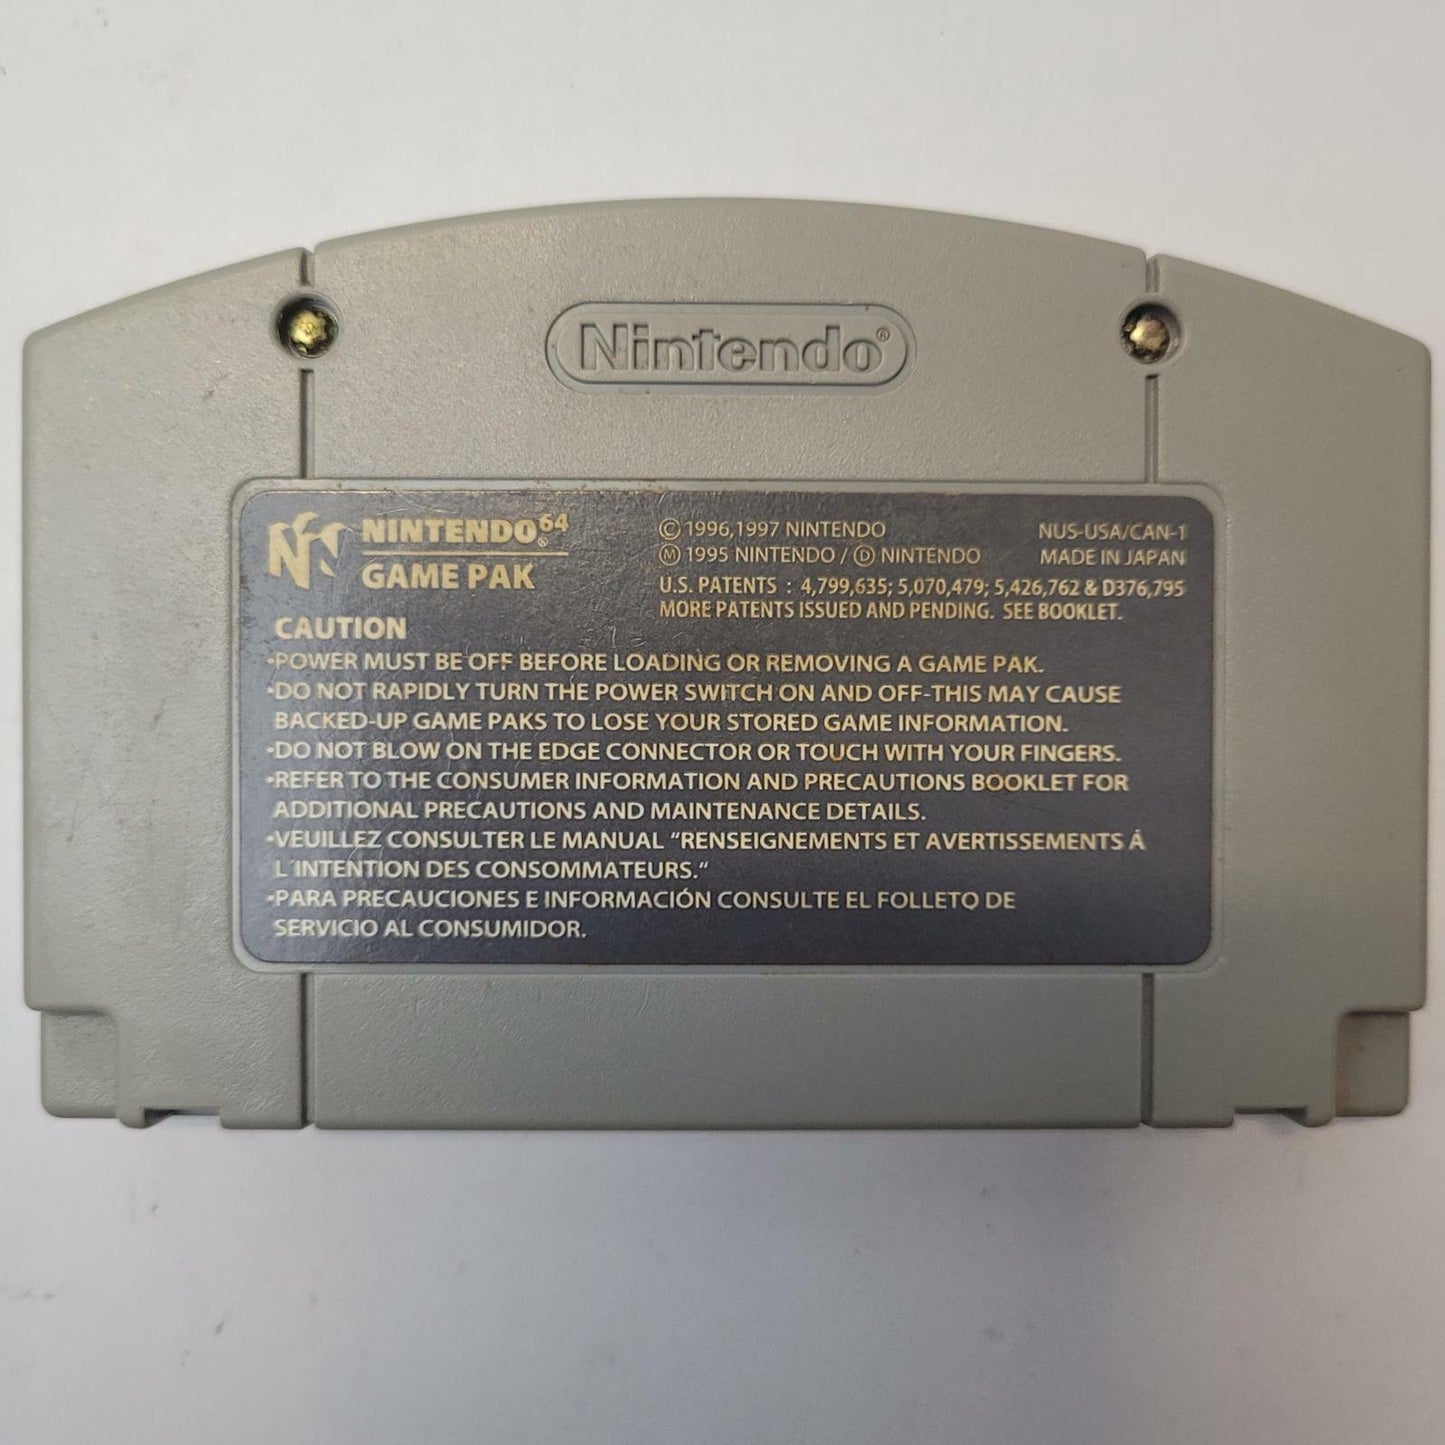 Nintendo®
NINTENDO64®
GAME PAK
© 1996,1997 NINTENDO
Ⓜ 1995 NINTENDO / Ⓓ NINTENDO
NUS-USA/CAN-1
MADE IN JAPAN
U.S. PATENTS : 4,799,635; 5,070,479; 5,426,762 & D376,795
MORE PATENTS ISSUED AND PENDING. SEE BOOKLET.
CAUTION
•POWER MUST BE OFF BEFORE LOADING OR REMOVING A GAME PAK.
•DO NOT RAPIDLY TURN THE POWER SWITCH ON AND OFF-THIS MAY CAUSE
BACKED-UP GAME PAKS TO LOSE YOUR STORED GAME INFORMATION.
•DO NOT BLOW ON THE EDGE CONNECTOR OR TOUCH WITH YOUR FINGERS.
•REFER TO THE CONSUMER INFORMATION AND PRECAUTIONS BOOKLET FOR
ADDITIONAL PRECAUTIONS AND MAINTENANCE DETAILS.
•VEUILLEZ CONSULTER LE MANUAL "RENSEIGNEMENTS ET AVERTISSEMENTS Á
L'INTENTION DES CONSOMMATEURS."
•PARA PRECAUCIONES E INFORMACIÓN CONSULTE EL FOLLETO DE
SERVICIO AL CONSUMIDOR.